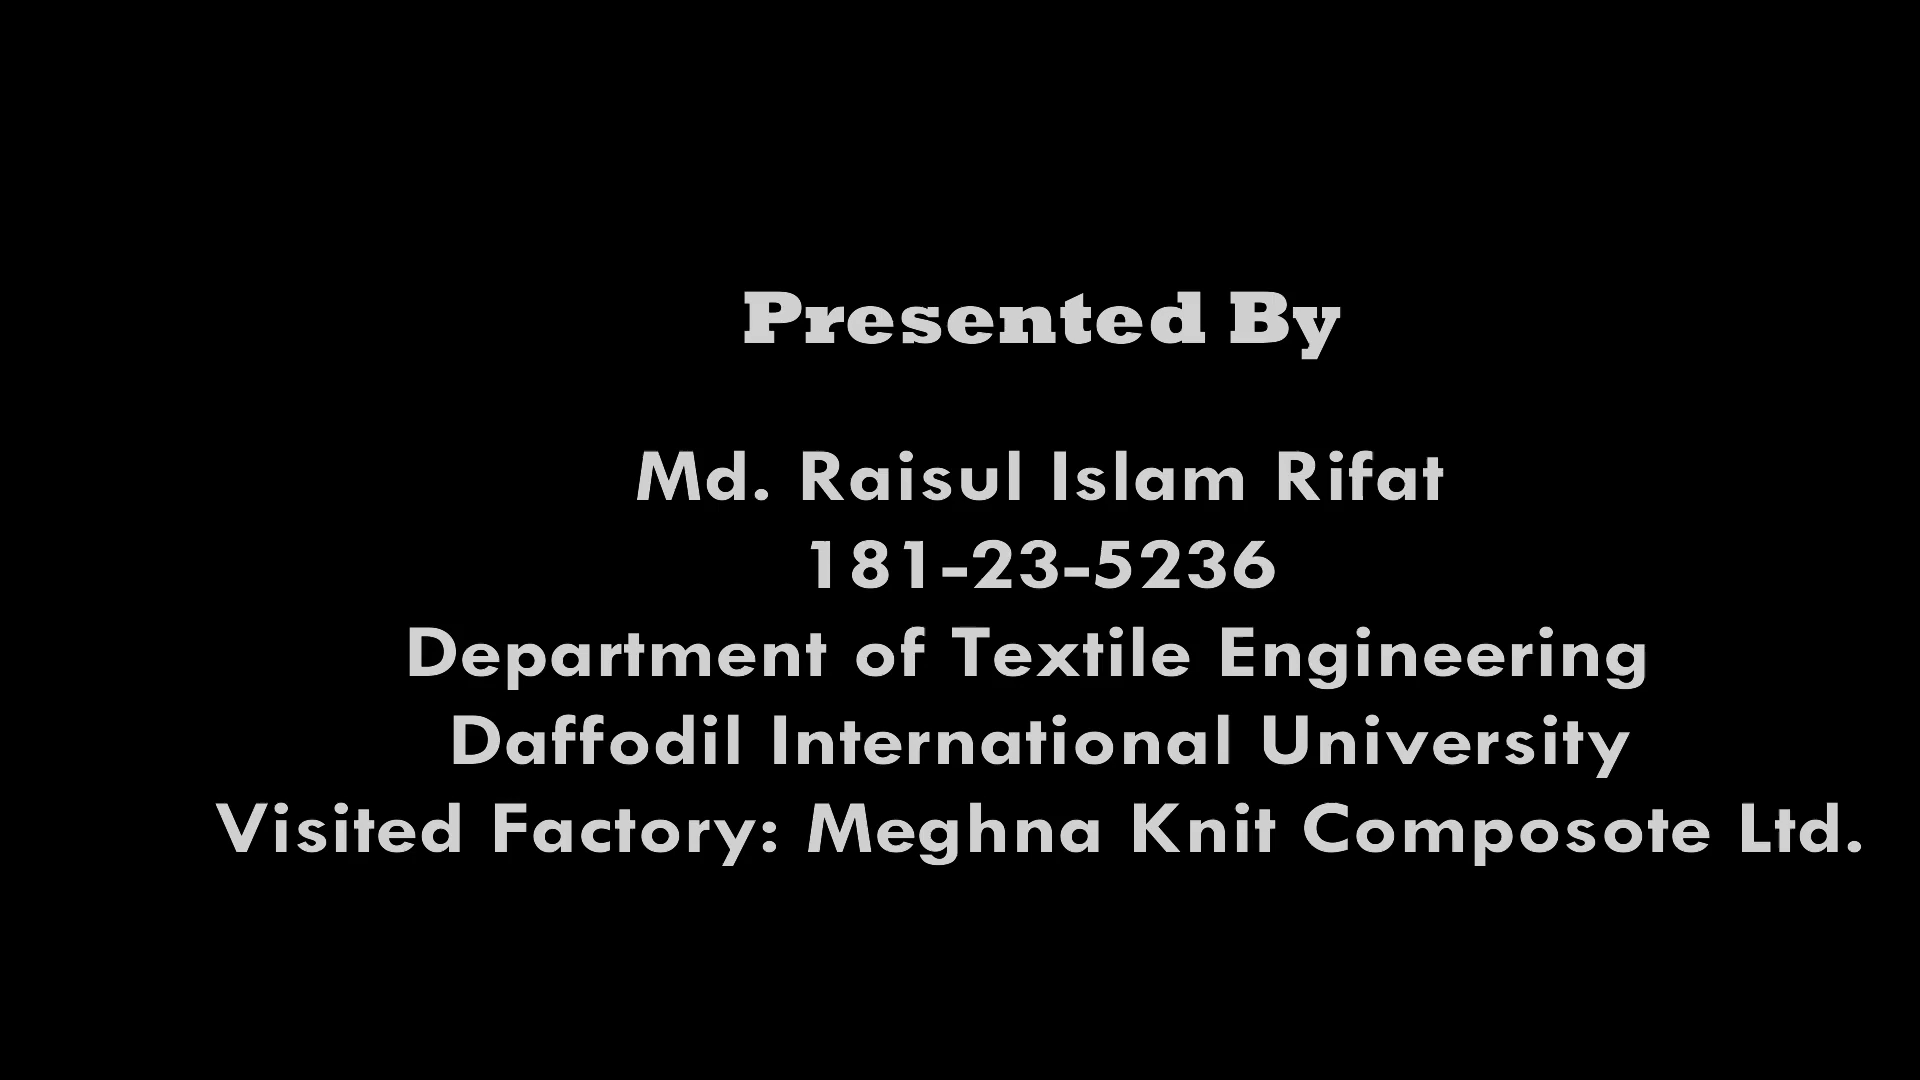 Presented By
Md. Raisul Islam Rifat
181-23-5236
Department of Textile Engineering
Daffodil International University
Visited Factory: Meghna Knit Composote Ltd.